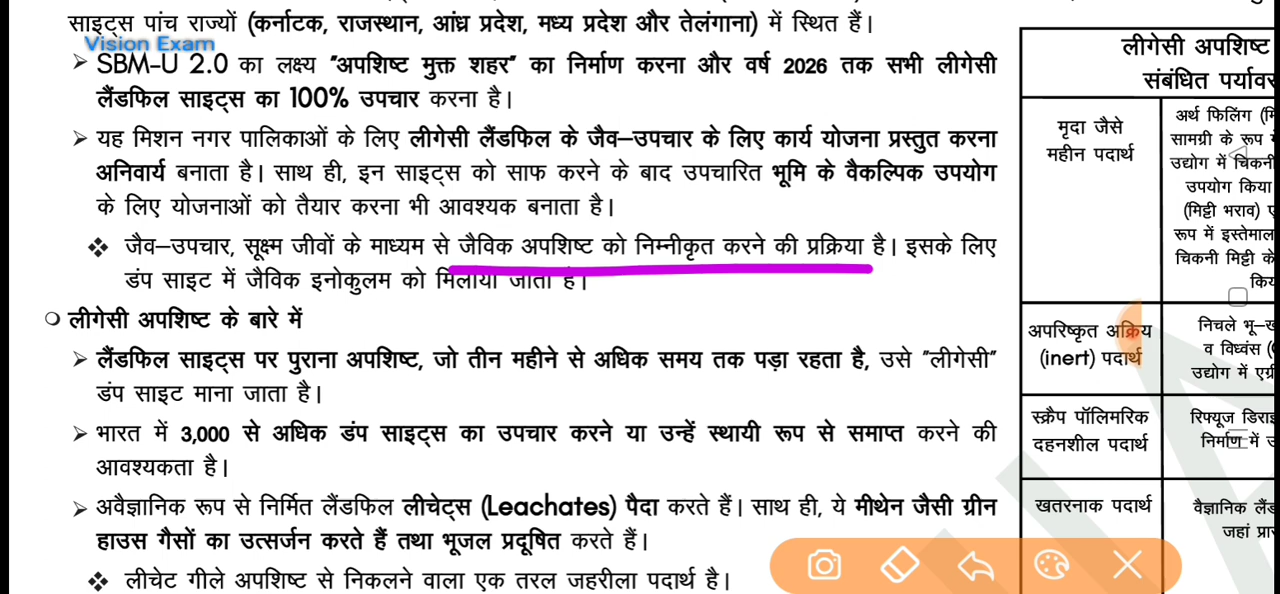 साइट्स पांच राज्यों (कर्नाटक, राजस्थान, आंध्र प्रदेश, मध्य प्रदेश और तेलंगाना) में स्थित हैं।
Vision Exam
➢ SBM-U 2.0 का लक्ष्य "अपशिष्ट मुक्त शहर" का निर्माण करना और वर्ष 2026 तक सभी लीगेसी
लैंडफिल साइट्स का 100% उपचार करना है।
➢ यह मिशन नगर पालिकाओं के लिए लीगेसी लैंडफिल के जैव–उपचार के लिए कार्य योजना प्रस्तुत करना
अनिवार्य बनाता है। साथ ही, इन साइट्स को साफ करने के बाद उपचारित भूमि के वैकल्पिक उपयोग
के लिए योजनाओं को तैयार करना भी आवश्यक बनाता है।
❖ जैव–उपचार, सूक्ष्म जीवों के माध्यम से जैविक अपशिष्ट को निम्नीकृत करने की प्रक्रिया है। इसके लिए
डंप साइट में जैविक इनोकुलम को मिलाया जाता है।
○ लीगेसी अपशिष्ट के बारे में
➢ लैंडफिल साइट्स पर पुराना अपशिष्ट, जो तीन महीने से अधिक समय तक पड़ा रहता है, उसे "लीगेसी"
डंप साइट माना जाता है।
➢ भारत में 3,000 से अधिक डंप साइट्स का उपचार करने या उन्हें स्थायी रूप से समाप्त करने की
आवश्यकता है।
➢ अवैज्ञानिक रूप से निर्मित लैंडफिल लीचेट्स (Leachates) पैदा करते हैं। साथ ही, ये मीथेन जैसी ग्रीन
हाउस गैसों का उत्सर्जन करते हैं तथा भूजल प्रदूषित करते हैं।
❖ लीचेट गीले अपशिष्ट से निकलने वाला एक तरल जहरीला पदार्थ है।
लीगेसी अपशिष्ट
संबंधित
मृदा जैसे
महीन पदार्थ
अर्थ फिलिंग
सामग्री के रूप
उद्योग में चिकनी
उपयोग किया
(मिट्टी भराव)
रूप में इस्तेमाल
चिकनी मिट्टी के
अपरिष्कृत अक्रिय
(inert) पदार्थ
निचले
व विध्वंस
उद्योग में
स्क्रैप पॉलिमरिक
दहनशील पदार्थ
रिफ्यूज
निर्माण में
खतरनाक पदार्थ
वैज्ञानिक
जहां